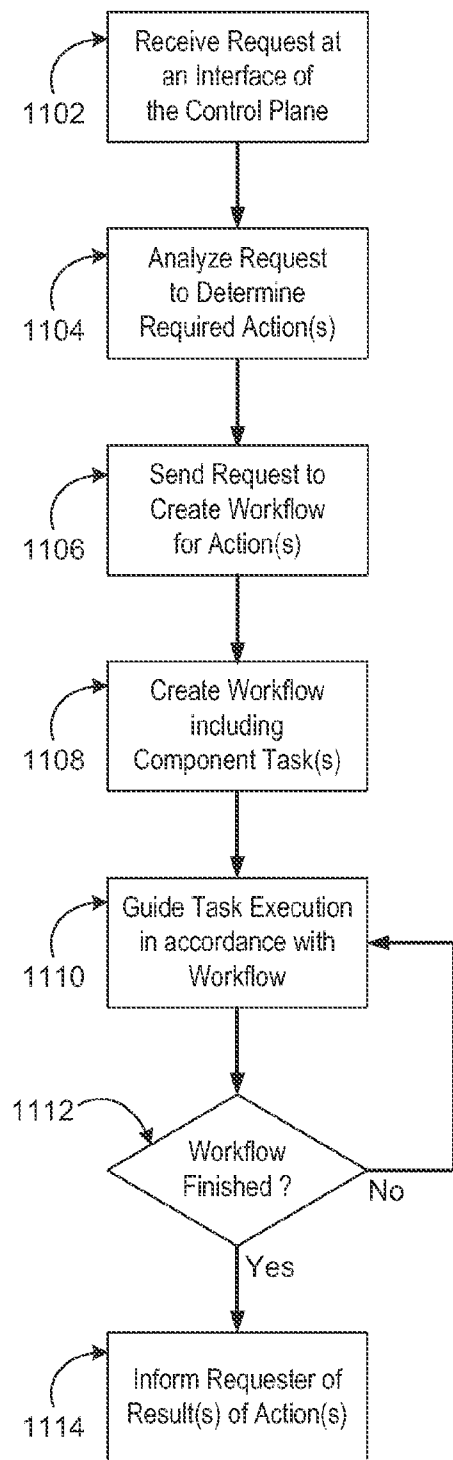 Receive Request at
an Interface of
the Control Plane
1102
Analyze Request
to Determine
Required Action(s)
1104
Send Request to
Create Workflow
for Action(s)
1106
Create Workflow
including
Component Task(s)
1108
Guide Task Execution
in accordance with
Workflow
1110
1112
Workflow
Finished ?
No
Yes
Inform Requester of
Result(s) of Action(s)
1114